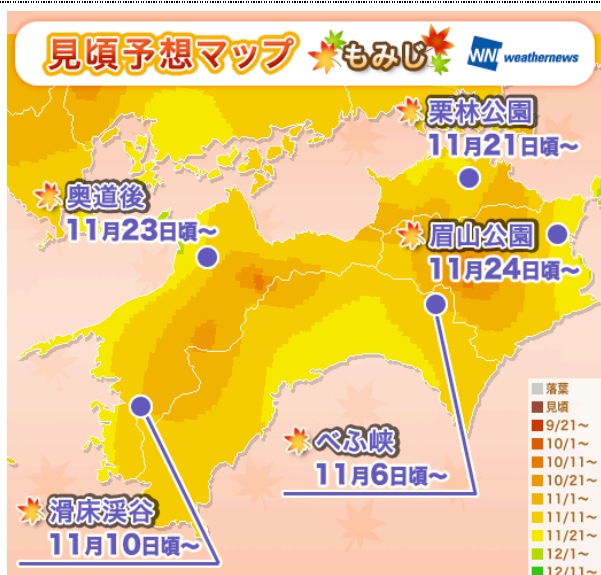 見頃予想マップ もみじ WNI weathernews
栗林公園
11月21日頃～
奥道後
11月23日頃～
眉山公園
11月24日頃～
べふ峡
11月6日頃～
滑床渓谷
11月10日頃～
落葉
見頃
9/21～
10/1～
10/11～
10/21～
11/1～
11/11～
11/21～
12/1～
12/11～